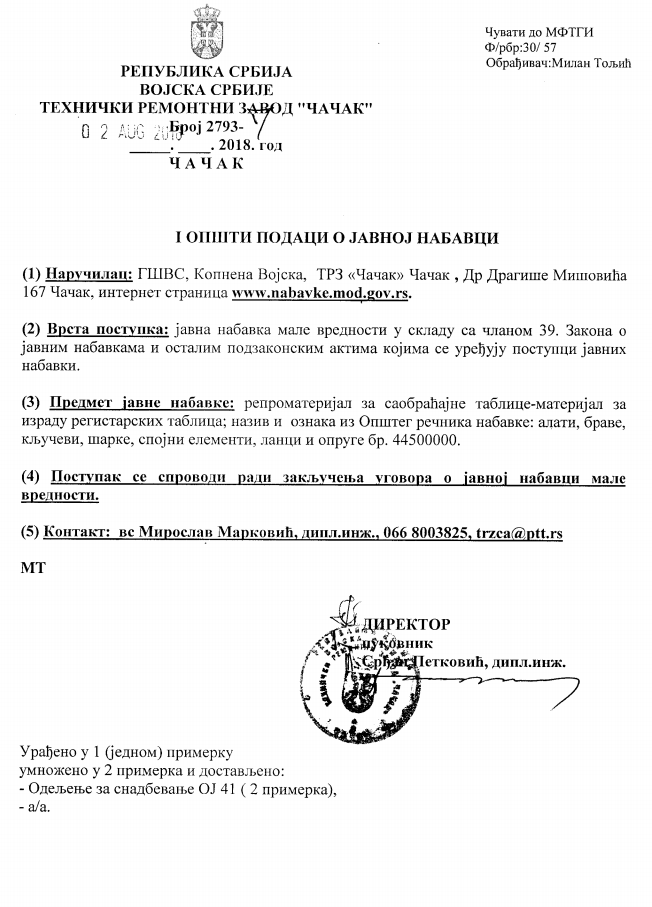 Чувати до МФТГИ
Ф/рбр:30/ 57
Обрађивач:Милан Тољић
РЕПУБЛИКА СРБИЈА
ВОЈСКА СРБИЈЕ
ТЕХНИЧКИ РЕМОНТНИ ЗАВОД "ЧАЧАК"
Број 2793-
02 AUG
_____. ____. 2018. год
Ч А Ч А К
I ОПШТИ ПОДАЦИ О ЈАВНОЈ НАБАВЦИ
(1) Наручилац: ГШВС, Копнена Војска, ТРЗ «Чачак» Чачак , Др Драгише Мишовића
167 Чачак, интернет страница www.nabavke.mod.gov.rs.
(2) Врста поступка: јавна набавка мале вредности у складу са чланом 39. Закона о
јавним набавкама и осталим подзаконским актима којима се уређују поступци јавних
набавки.
(3) Предмет јавне набавке: репроматеријал за саобраћајне таблице-материјал за
израду регистарских таблица; назив и ознака из Општег речника набавке: алати, браве,
кључеви, шарке, спојни елементи, ланци и опруге бр. 44500000.
(4) Поступак се спроводи ради закључења уговора о јавној набавци мале
вредности.
(5) Контакт: вс Мирослав Марковић, дипл.инж., 066 8003825, trzca@ptt.rs
МТ
ДИРЕКТОР
пуковник
Срђан Петковић, дипл.инж.
Урађено у 1 (једном) примерку
умножено у 2 примерка и достављено:
- Одељење за снадбевање ОЈ 41 ( 2 примерка),
- а/а.